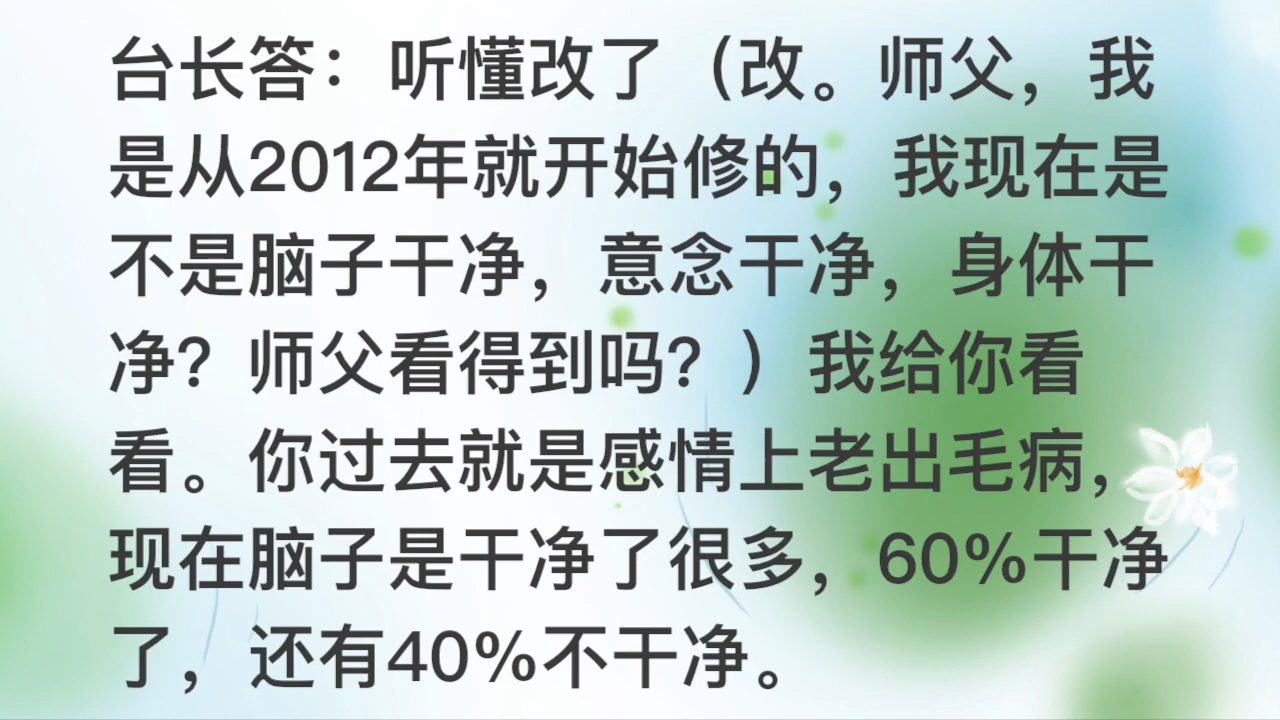 台长答：听懂改了（改。师父，我
是从2012年就开始修的，我现在是
不是脑子干净，意念干净，身体干
净？师父看得到吗？）我给你看
看。你过去就是感情上老出毛病，
现在脑子是干净了很多，60%干净
了，还有40%不干净。